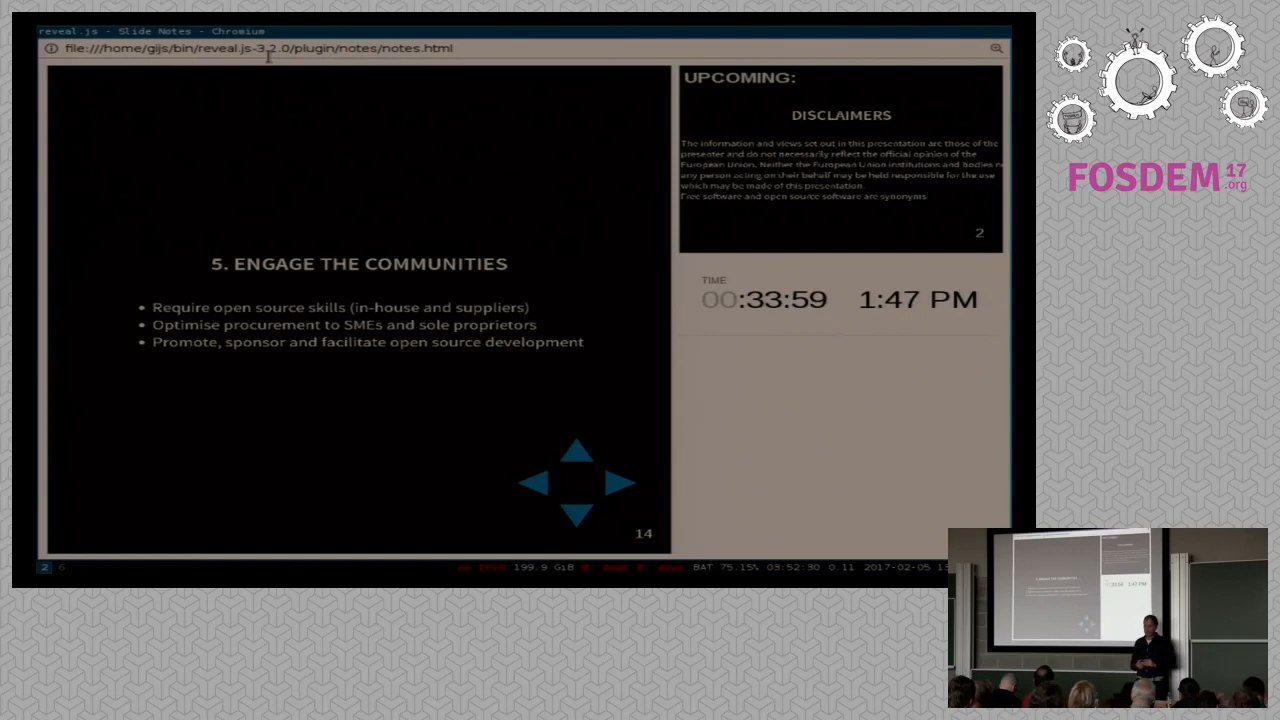 reveal.js - Slide Notes - Chromium
file:///home/gijs/bin/reveal.js-3.2.0/plugin/notes/notes.html
5. ENGAGE THE COMMUNITIES
• Require open source skills (in-house and suppliers)
• Optimise procurement to SMEs and sole proprietors
• Promote, sponsor and facilitate open source development
14
UPCOMING:
DISCLAIMERS
The information and views set out in this presentation are those of the
presenter and do not necessarily reflect the official opinion of the
European Union. Neither the European Union institutions and bodies n
any person acting on their behalf may be held responsible for the use
which may be made of this presentation.
Free software and open source software are synonyms
2
TIME
00:33:59 1:47 PM
2 6
199.9 GiB down down BAT 75.15% 03:52:30 0.11 2017-02-05
FOSDEM 17
.org